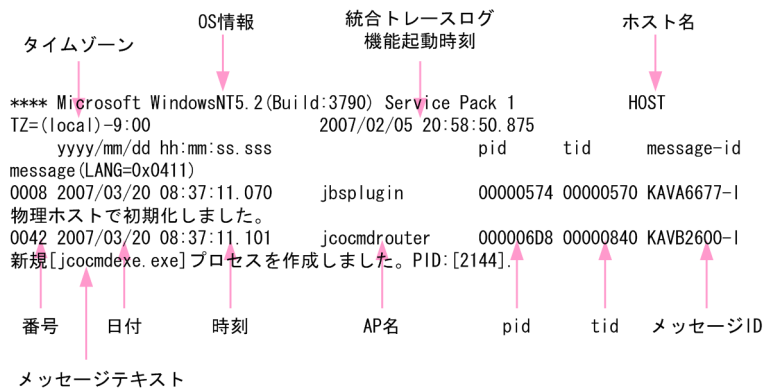 OS情報
統合トレースログ
機能起動時刻
ホスト名
タイムゾーン
**** Microsoft WindowsNT5.2(Build:3790) Service Pack 1 HOST
TZ=(local)-9:00 2007/02/05 20:58:50.875
yyyy/mm/dd hh:mm:ss.sss pid tid message-id
message(LANG=0x0411)
0008 2007/03/20 08:37:11.070 jbsplugin 00000574 00000570 KAVA6677-I
物理ホストで初期化しました。
0042 2007/03/20 08:37:11.101 jcocmdrouter 000006D8 00000840 KAVB2600-I
新規[jcocmdexe.exe]プロセスを作成しました。PID:[2144].
番号 日付 時刻 AP名 pid tid メッセージID
メッセージテキスト